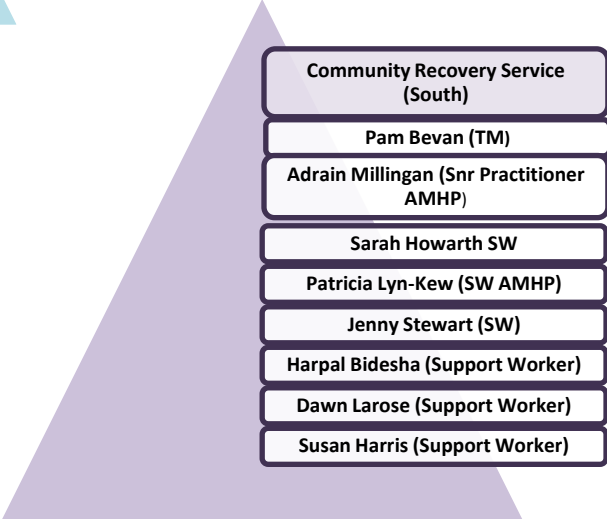 Community Recovery Service
(South)
Pam Bevan (TM)
Adrain Millingan (Snr Practitioner
AMHP)
Sarah Howarth SW
Patricia Lyn-Kew (SW AMHP)
Jenny Stewart (SW)
Harpal Bidesha (Support Worker)
Dawn Larose (Support Worker)
Susan Harris (Support Worker)